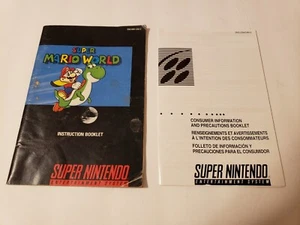 SUPER
MARIO WORLD
INSTRUCTION BOOKLET
SUPER NINTENDO
ENTERTAINMENT SYSTEM
CONSUMER INFORMATION
AND PRECAUTIONS BOOKLET
RENSEIGNEMENTS ET AVERTISSEMENTS
À L'INTENTION DES CONSOMMATEURS
FOLLETO DE INFORMACIÓN Y
PRECAUCIONES PARA EL CONSUMIDOR
SUPER NINTENDO
ENTERTAINMENT SYSTEM